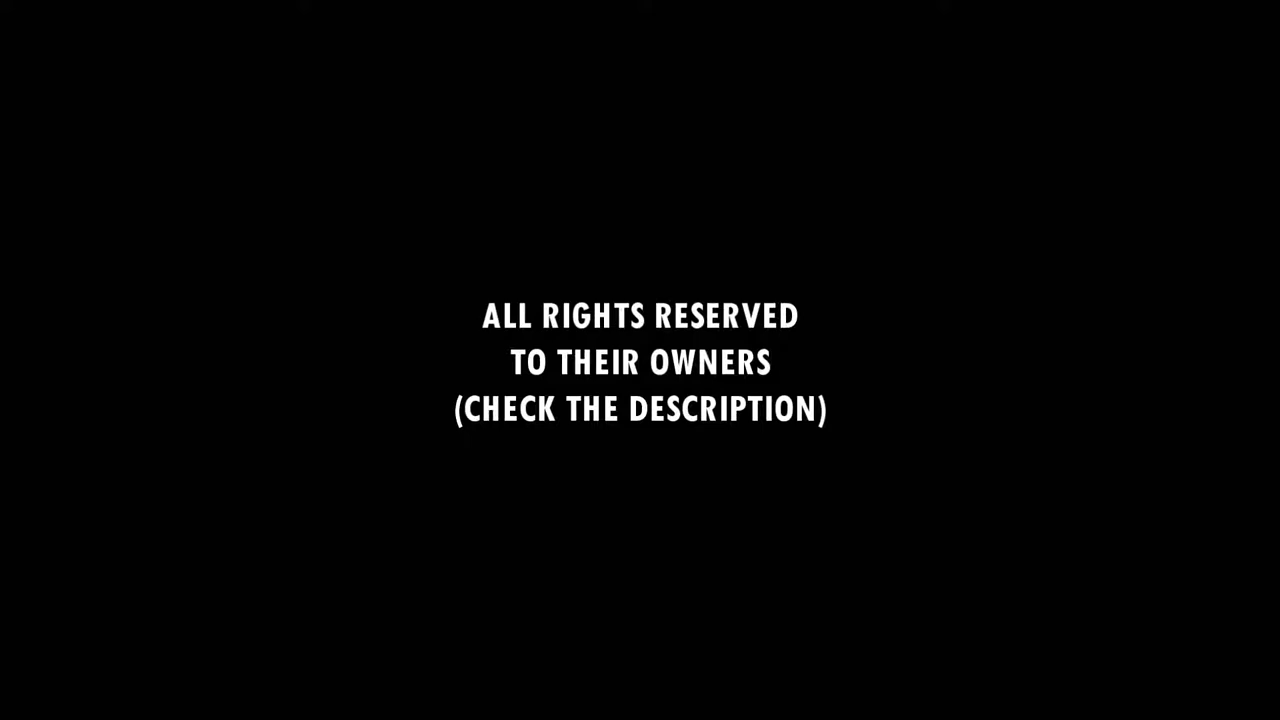 ALL RIGHTS RESERVED
TO THEIR OWNERS
(CHECK THE DESCRIPTION)